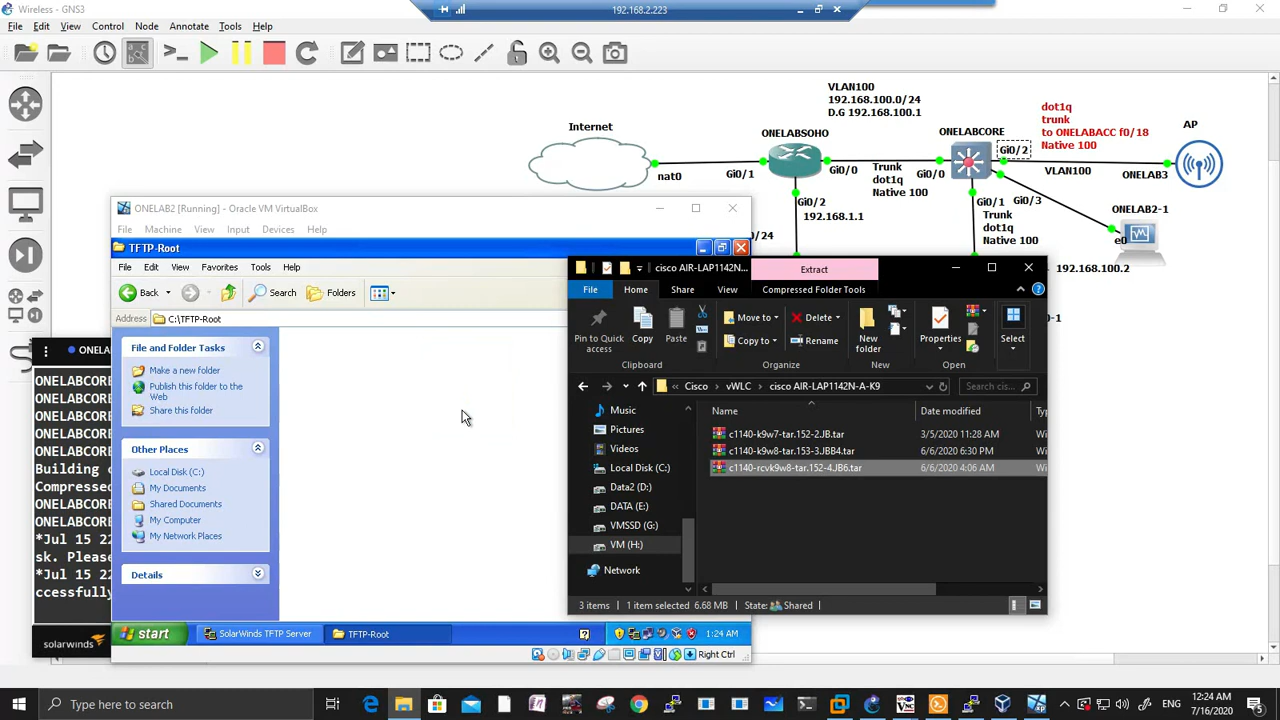 Wireless - GNS3
192.168.2.223
File Edit View Control Node Annotate Tools Help
VLAN100
192.168.100.0/24
D.G 192.168.100.1
dot1q
trunk
to ONELABACC f0/18
Native 100
Internet
ONELABSOHO
ONELABCORE
AP
Gi0/2
nat0
Gi0/1
Gi0/0
Trunk
dot1q
Native 100
Gi0/0
VLAN100
ONELAB3
Gi0/2
192.168.1.1
Gi0/1
Trunk
dot1q
Native 100
Gi0/3
ONELAB2-1
e0
/24
192.168.100.2
0-1
ONELAB2 [Running] - Oracle VM VirtualBox
File Machine View Input Devices Help
TFTP-Root
File Edit View Favorites Tools Help
Back Search Folders
Address C:\TFTP-Root
File and Folder Tasks
Make a new folder
Publish this folder to the
Web
Share this folder
Other Places
Local Disk (C:)
My Documents
Shared Documents
My Computer
My Network Places
Details
start SolarWinds TFTP Server TFTP-Root 1:24 AM
Right Ctrl
ONELAB
ONELABCORE
ONELABCORE
ONELABCORE
ONELABCORE
ONELABCORE
Building c
Compressed
ONELABCORE
ONELABCORE
*Jul 15 22
sk. Please
*Jul 15 22
ccessfully
solarwinds
cisco AIR-LAP1142N... Extract
File Home Share View Compressed Folder Tools
Pin to Quick
access
Copy
Paste
Move to
Copy to
Delete
Rename
New
folder
Properties
Select
Clipboard Organize New Open
Cisco vWLC cisco AIR-LAP1142N-A-K9 Search cis...
Music
Pictures
Videos
Local Disk (C:)
Data2 (D:)
DATA (E:)
VMSSD (G:)
VM (H:)
Network
Name Date modified Ty
c1140-k9w7-tar.152-2.JB.tar 3/5/2020 11:28 AM Wi
c1140-k9w8-tar.153-3.JBB4.tar 6/6/2020 6:30 PM Wi
c1140-rcvk9w8-tar.152-4.JB6.tar 6/6/2020 4:06 AM Wi
3 items 1 item selected 6.68 MB State: Shared
Type here to search
ENG
12:24 AM
7/16/2020